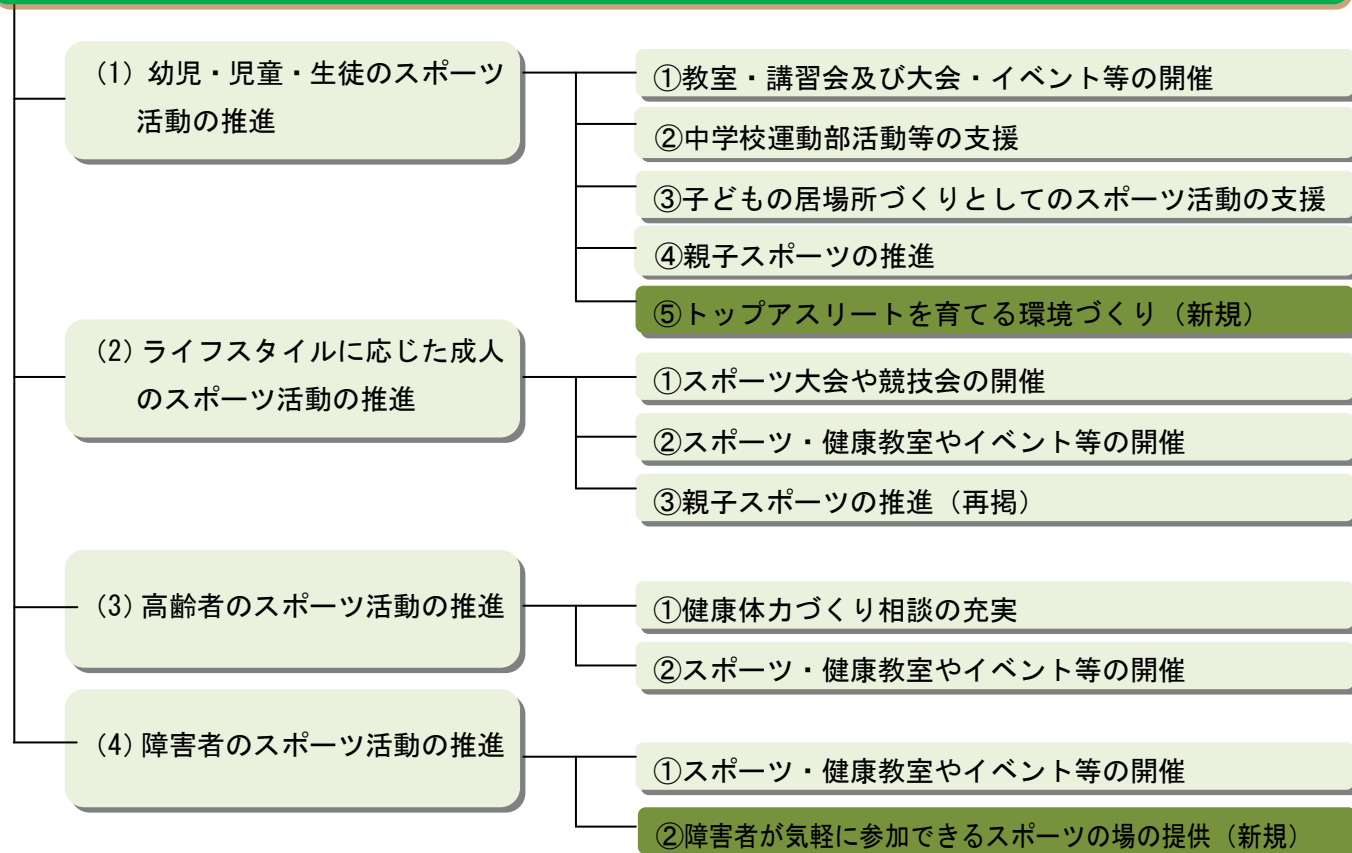 (1) 幼児・児童・生徒のスポーツ
活動の推進
①教室・講習会及び大会・イベント等の開催
②中学校運動部活動等の支援
③子どもの居場所づくりとしてのスポーツ活動の支援
④親子スポーツの推進
⑤トップアスリートを育てる環境づくり（新規）
(2) ライフスタイルに応じた成人
のスポーツ活動の推進
①スポーツ大会や競技会の開催
②スポーツ・健康教室やイベント等の開催
③親子スポーツの推進（再掲）
(3) 高齢者のスポーツ活動の推進
①健康体力づくり相談の充実
②スポーツ・健康教室やイベント等の開催
(4) 障害者のスポーツ活動の推進
①スポーツ・健康教室やイベント等の開催
②障害者が気軽に参加できるスポーツの場の提供（新規）